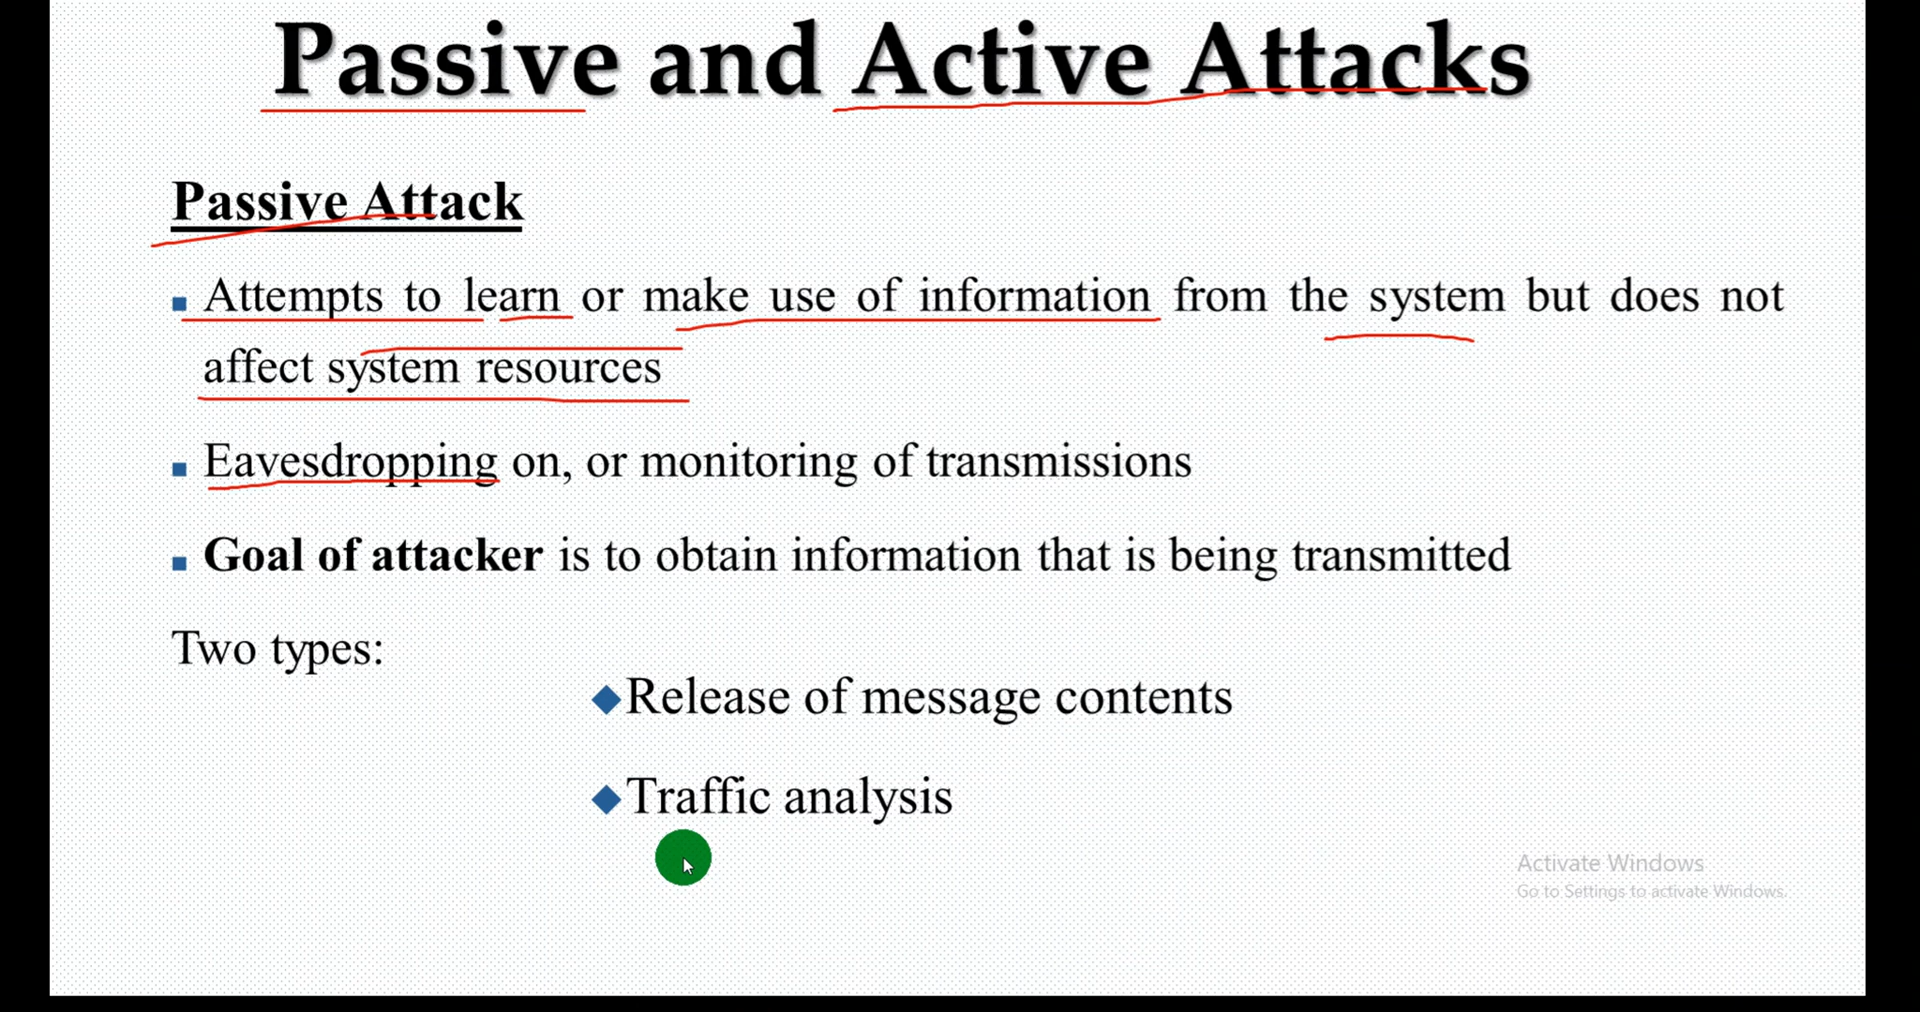 Passive and Active Attacks
Passive Attack
Attempts to learn or make use of information from the system but does not
affect system resources
Eavesdropping on, or monitoring of transmissions
Goal of attacker is to obtain information that is being transmitted
Two types:
Release of message contents
Traffic analysis
Activate Windows
Go to Settings to activate Windows.